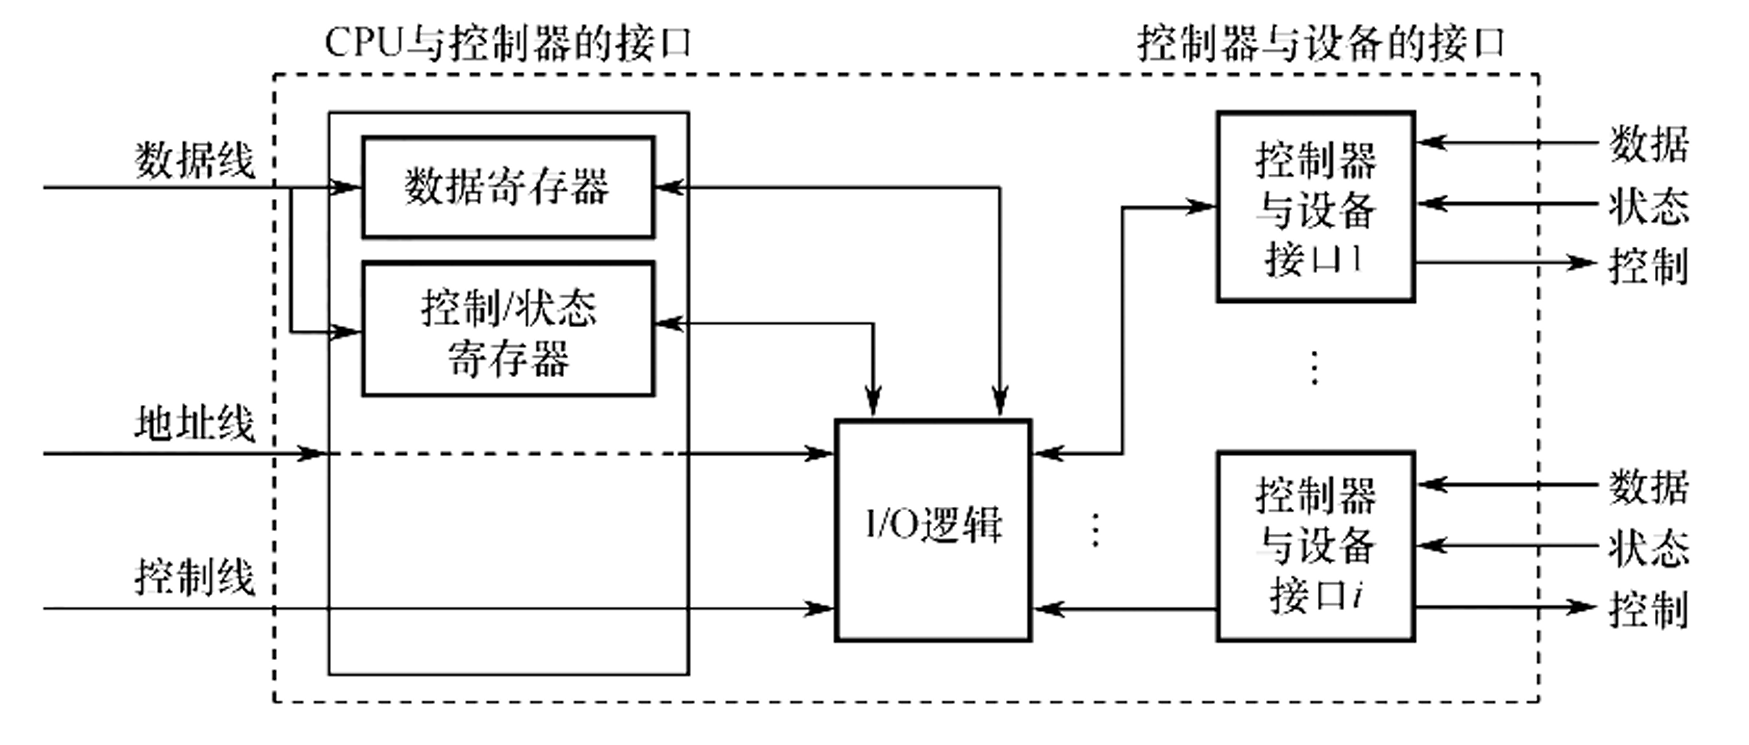 CPU与控制器的接口
控制器与设备的接口
数据线
数据寄存器
控制/状态
寄存器
地址线
控制线
I/O逻辑
控制器
与设备
接口1
数据
状态
控制
⋮
⋮
控制器
与设备
接口i
数据
状态
控制